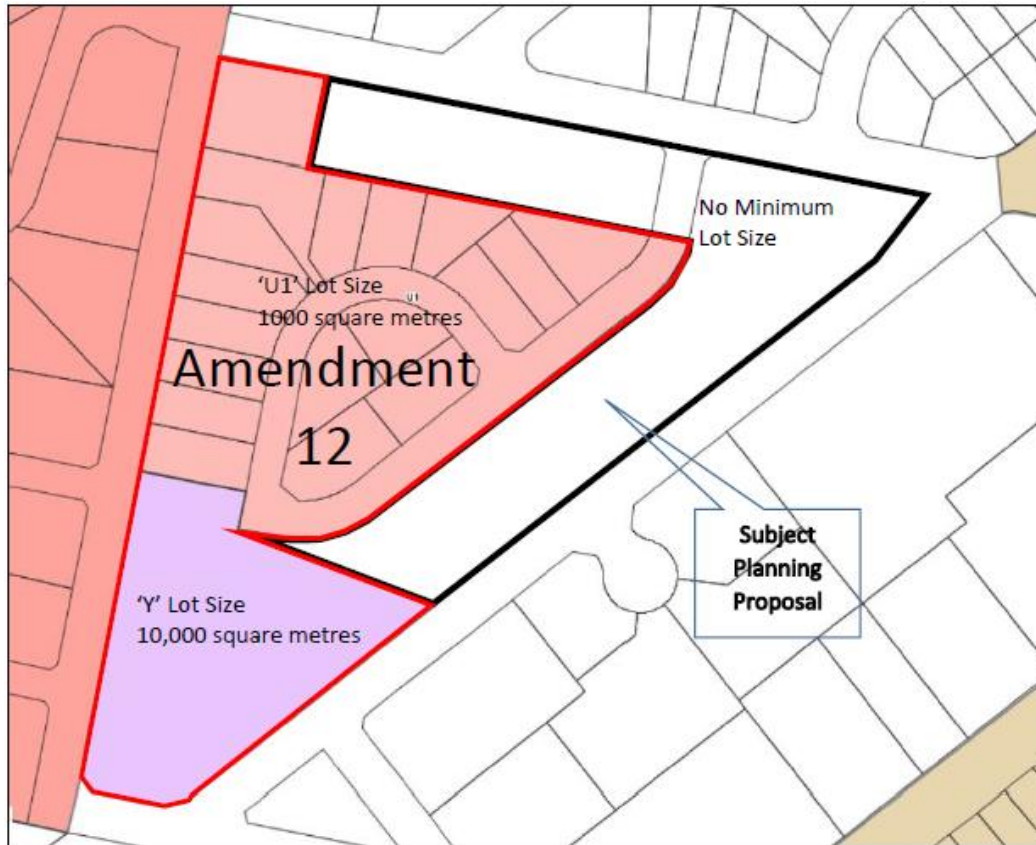 No Minimum
Lot Size
'U1' Lot Size
U1
1000 square metres
Amendment
12
Subject
Planning
Proposal
'Y' Lot Size
10,000 square metres